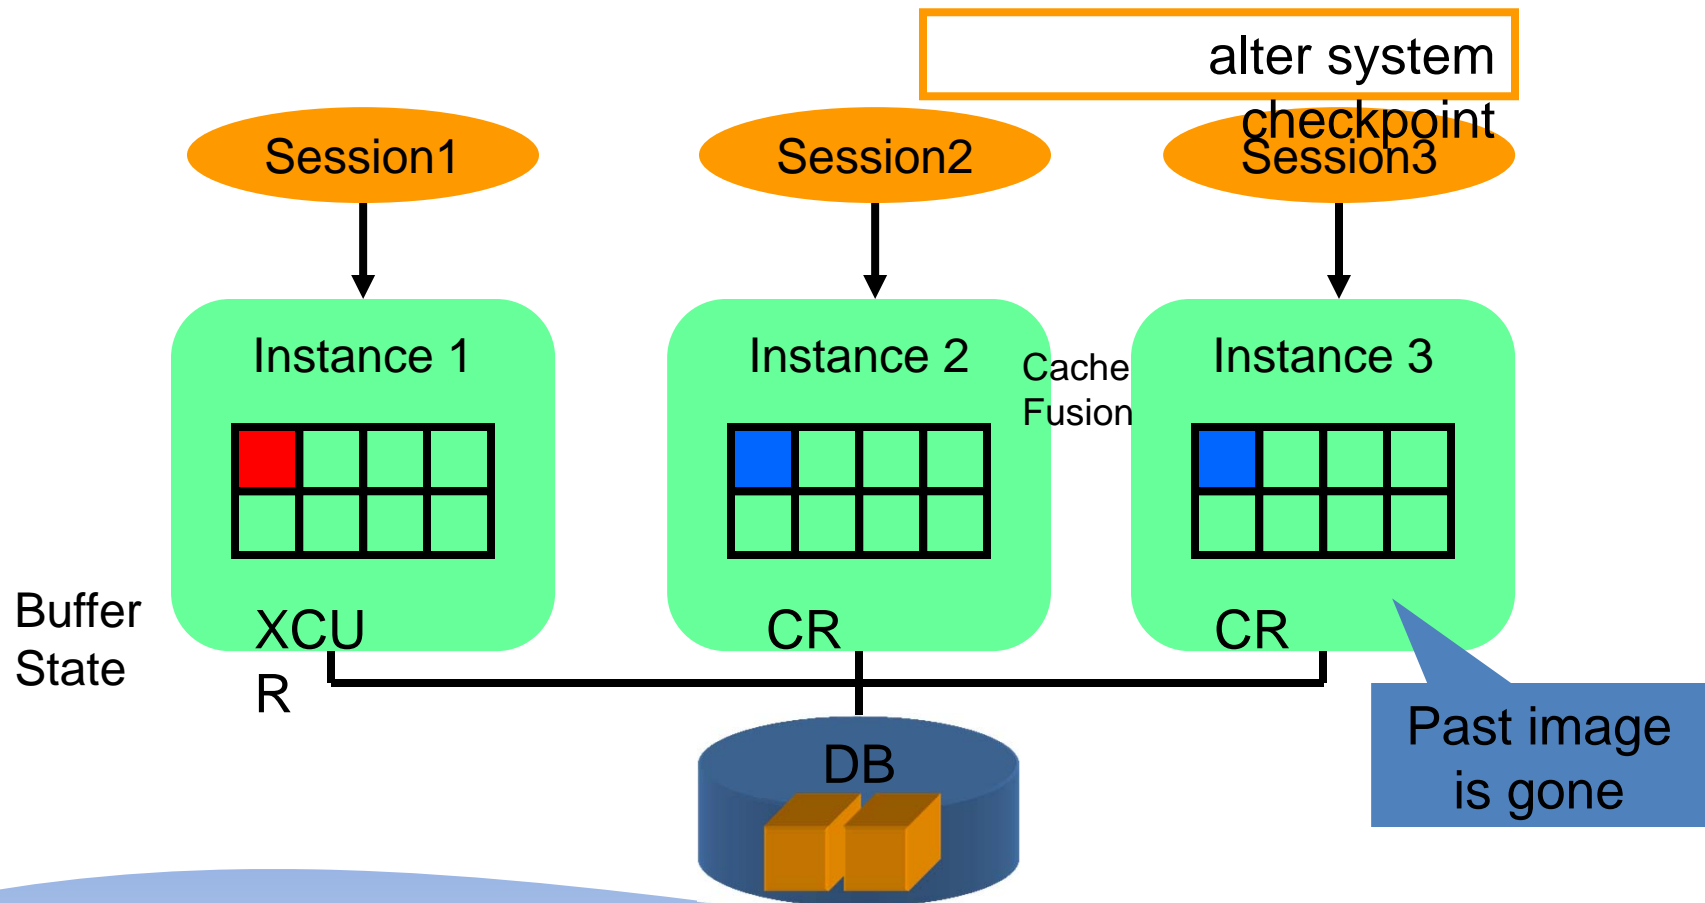 alter system
checkpoint
Session1
Session2
Session3
Instance 1
Instance 2
Cache
Fusion
Instance 3
Buffer
State
XCU
R
CR
CR
Past image
is gone
DB